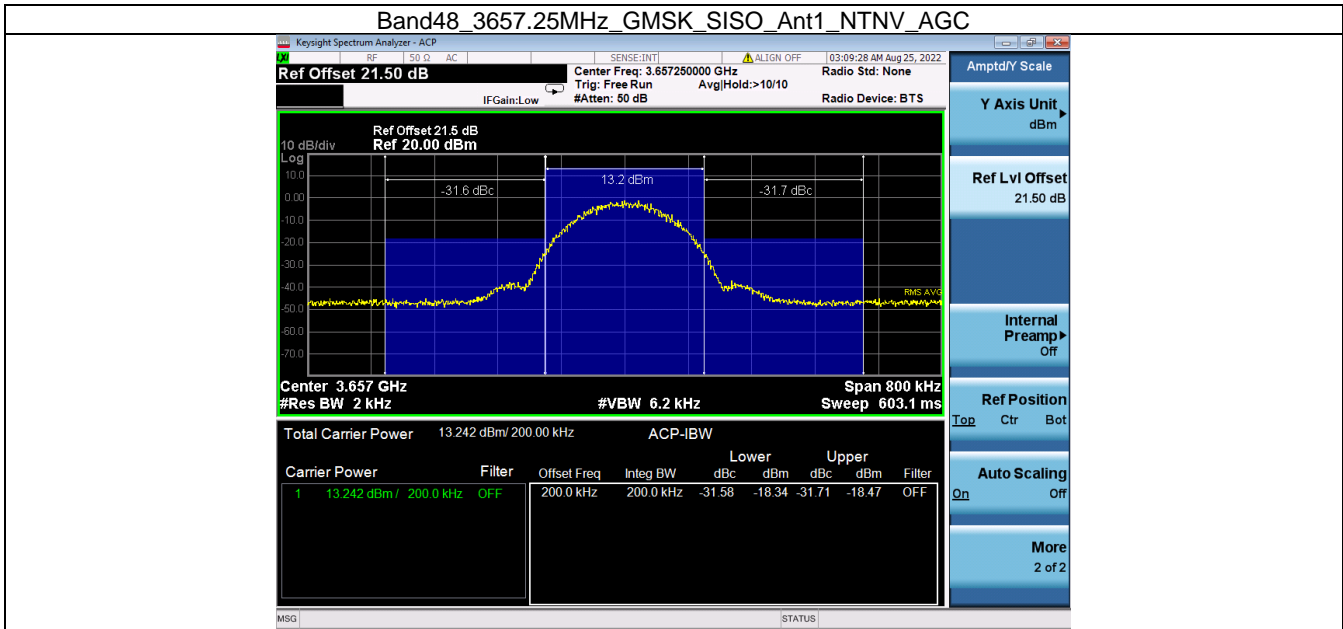 Band48_3657.25MHz_GMSK_SISO_Ant1_NTNV_AGC
Keysight Spectrum Analyzer - ACP
LXI RF 50 Ω AC SENSE:INT ALIGN OFF 03:09:28 AM Aug 25, 2022
Ref Offset 21.50 dB
Center Freq: 3.657250000 GHz
Radio Std: None
Trig: Free Run Avg|Hold:>10/10
IFGain:Low #Atten: 50 dB Radio Device: BTS
Ref Offset 21.5 dB
10 dB/div Ref 20.00 dBm
Log
10.0
0.00
-10.0
-20.0
-30.0
-40.0
-50.0
-60.0
-70.0
-31.6 dBc
13.2 dBm
-31.7 dBc
RMS AVG
Center 3.657 GHz Span 800 kHz
#Res BW 2 kHz #VBW 6.2 kHz Sweep 603.1 ms
Total Carrier Power 13.242 dBm/ 200.00 kHz ACP-IBW
Lower Upper
Carrier Power Filter Offset Freq Integ BW dBc dBm dBc dBm Filter
1 13.242 dBm / 200.0 kHz OFF 200.0 kHz 200.0 kHz -31.58 -18.34 -31.71 -18.47 OFF
MSG STATUS
Amptd/Y Scale
Y Axis Unit
dBm
Ref Lvl Offset
21.50 dB
Internal
Preamp
Off
Ref Position
Top Ctr Bot
Auto Scaling
On Off
More
2 of 2